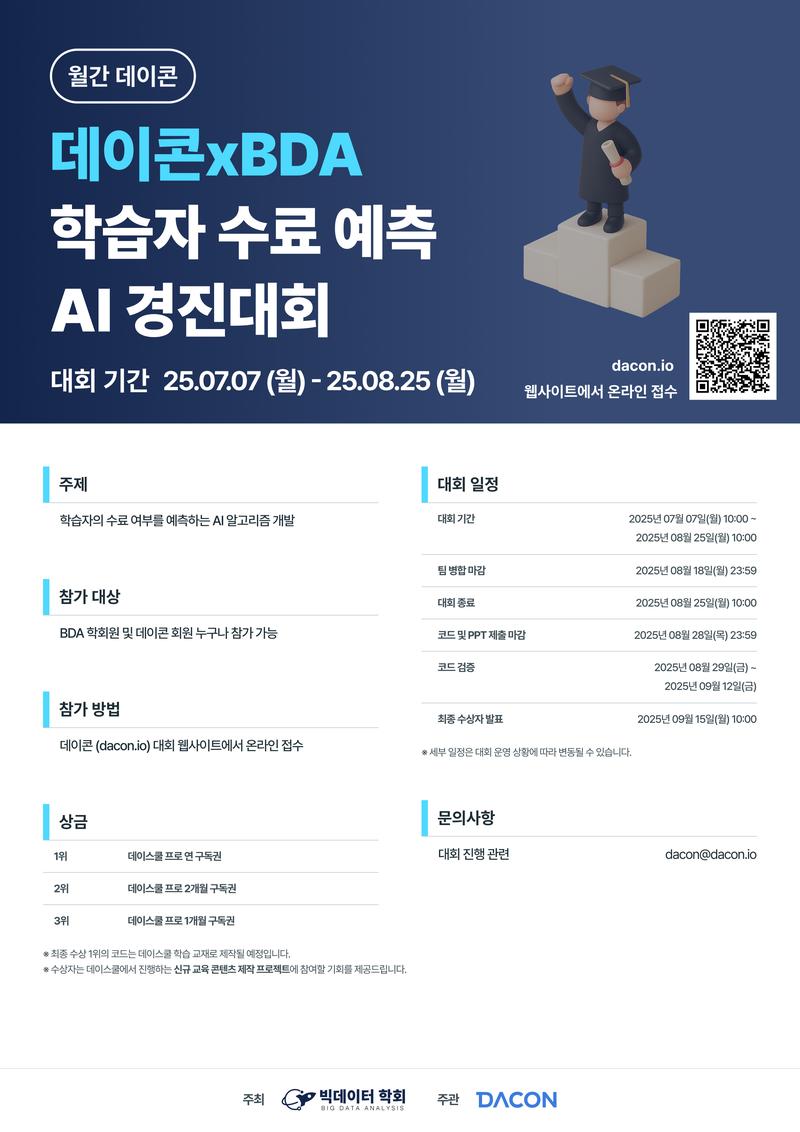 월간 데이콘
데이콘xBDA
학습자 수료 예측
AI 경진대회
대회 기간 25.07.07 (월) - 25.08.25 (월)
dacon.io
웹사이트에서 온라인 접수
주제
학습자의 수료 여부를 예측하는 AI 알고리즘 개발
참가 대상
BDA 학회원 및 데이콘 회원 누구나 참가 가능
참가 방법
데이콘 (dacon.io) 대회 웹사이트에서 온라인 접수
상금
1위 데이스쿨 프로 연 구독권
2위 데이스쿨 프로 2개월 구독권
3위 데이스쿨 프로 1개월 구독권
※ 최종 수상 1위의 코드는 데이스쿨 학습 교재로 제작될 예정입니다.
※ 수상자는 데이스쿨에서 진행하는 신규 교육 콘텐츠 제작 프로젝트에 참여할 기회를 제공드립니다.
대회 일정
대회 기간 2025년 07월 07일(월) 10:00 ~
2025년 08월 25일(월) 10:00
팀 병합 마감 2025년 08월 18일(월) 23:59
대회 종료 2025년 08월 25일(월) 10:00
코드 및 PPT 제출 마감 2025년 08월 28일(목) 23:59
코드 검증 2025년 08월 29일(금) ~
2025년 09월 12일(금)
최종 수상자 발표 2025년 09월 15일(월) 10:00
※ 세부 일정은 대회 운영 상황에 따라 변동될 수 있습니다.
문의사항
대회 진행 관련 dacon@dacon.io
주최 빅데이터 학회
BIG DATA ANALYSIS
주관 DACON